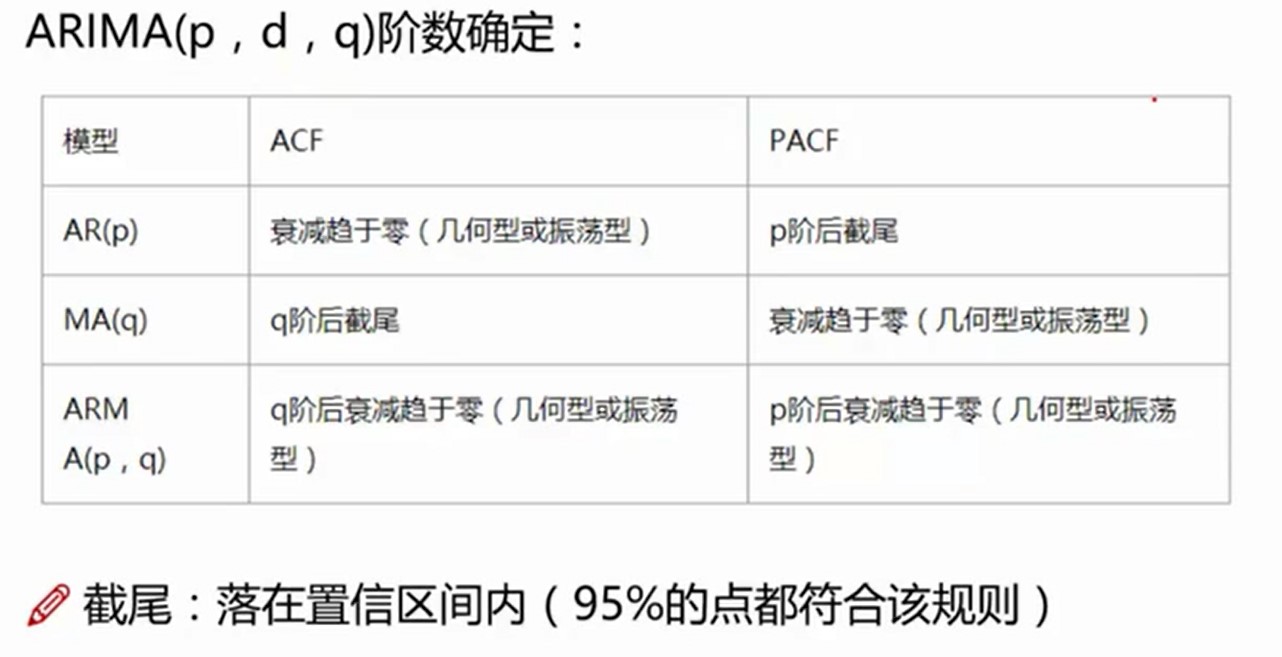 ARIMA(p，d，q)阶数确定：
模型 ACF PACF
AR(p) 衰减趋于零（几何型或振荡型） p阶后截尾
MA(q) q阶后截尾 衰减趋于零（几何型或振荡型）
ARM q阶后衰减趋于零（几何型或振荡 p阶后衰减趋于零（几何型或振荡
A(p，q) 型） 型）
截尾：落在置信区间内（95%的点都符合该规则）